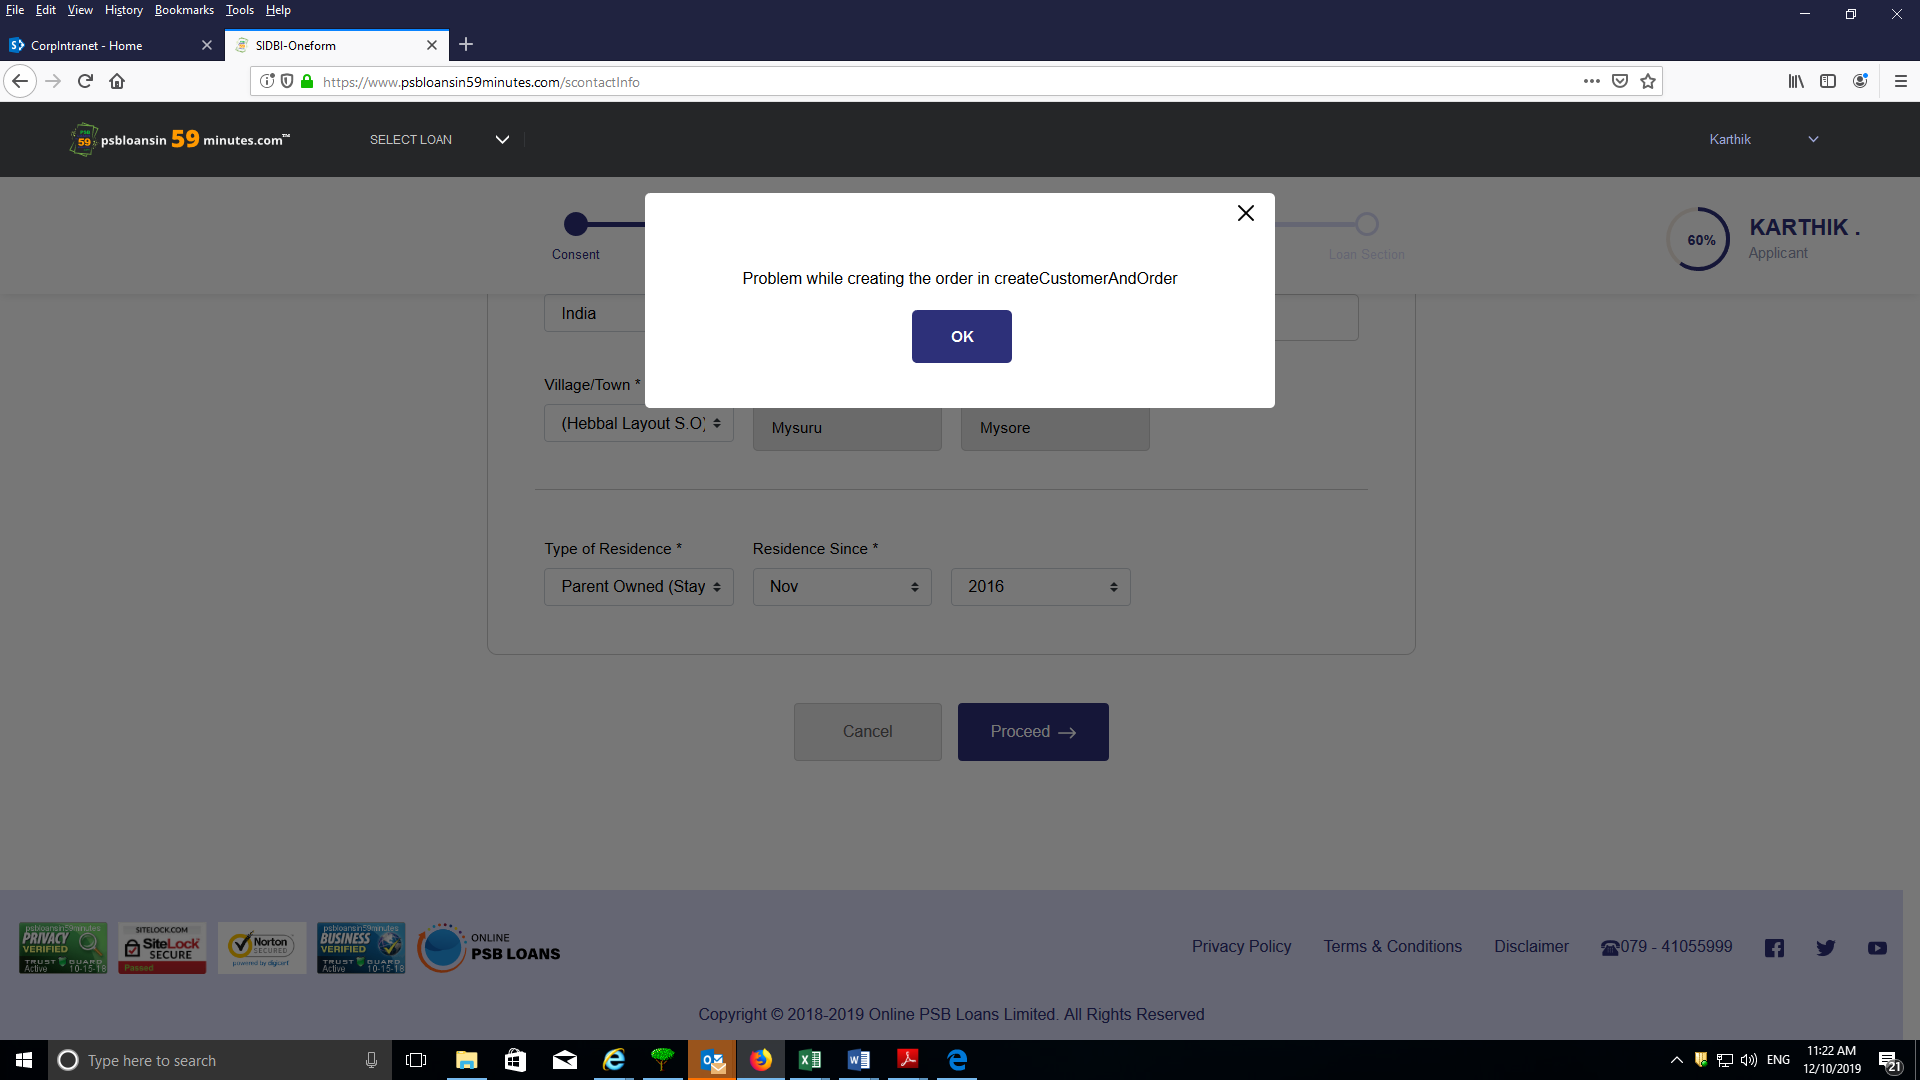 File Edit View History Bookmarks Tools Help
CorpIntranet - Home
SIDBI-Oneform
https://www.psbloansin59minutes.com/scontactInfo
psbloansin 59 minutes.com™
SELECT LOAN
Karthik
Consent
Loan Section
60%
KARTHIK .
Applicant
Problem while creating the order in createCustomerAndOrder
OK
India
Village/Town *
(Hebbal Layout S.O)
Mysuru
Mysore
Type of Residence *
Residence Since *
Parent Owned (Stay
Nov
2016
Cancel
Proceed
psbloansin59minutes
PRIVACY
VERIFIED
TRUST GUARD
Active 10-15-18
SITELOCK.COM
SiteLock
SECURE
Passed
Norton
SECURED
powered by digicert
psbloansin59minutes
BUSINESS
VERIFIED
TRUST GUARD
Active 10-15-18
ONLINE
PSB LOANS
Privacy Policy
Terms & Conditions
Disclaimer
079 - 41055999
Copyright © 2018-2019 Online PSB Loans Limited. All Rights Reserved
Type here to search
ENG
11:22 AM
12/10/2019
21